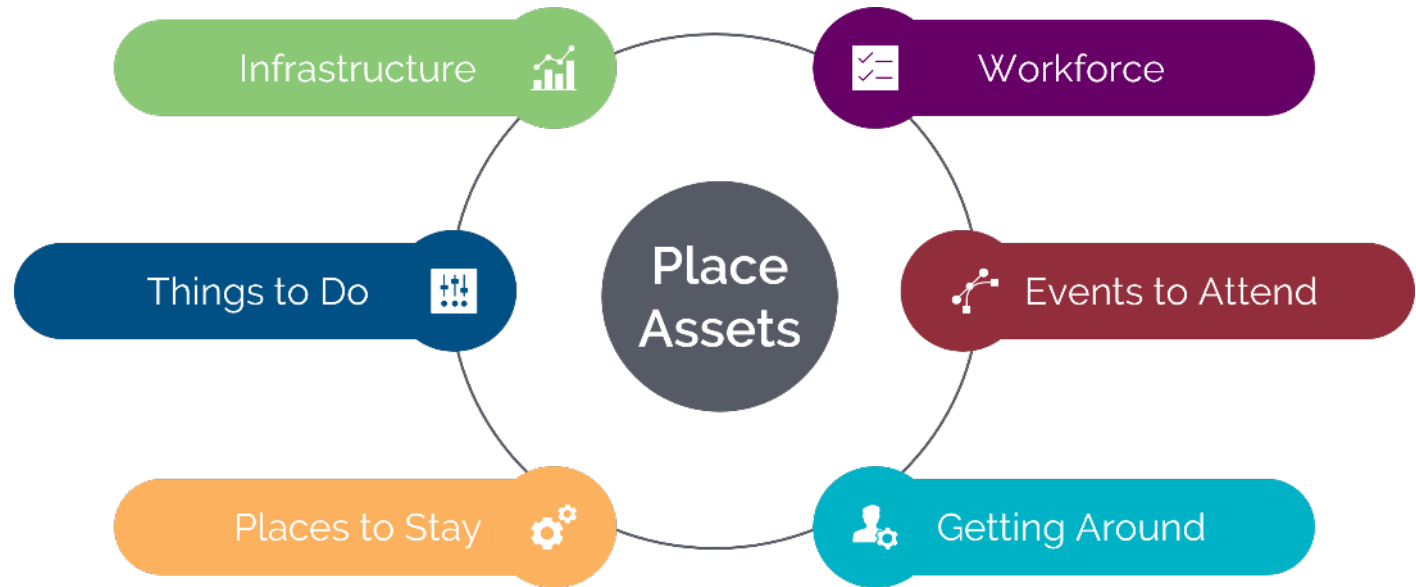 Infrastructure
Workforce
Place
Assets
Things to Do
Events to Attend
Places to Stay
Getting Around